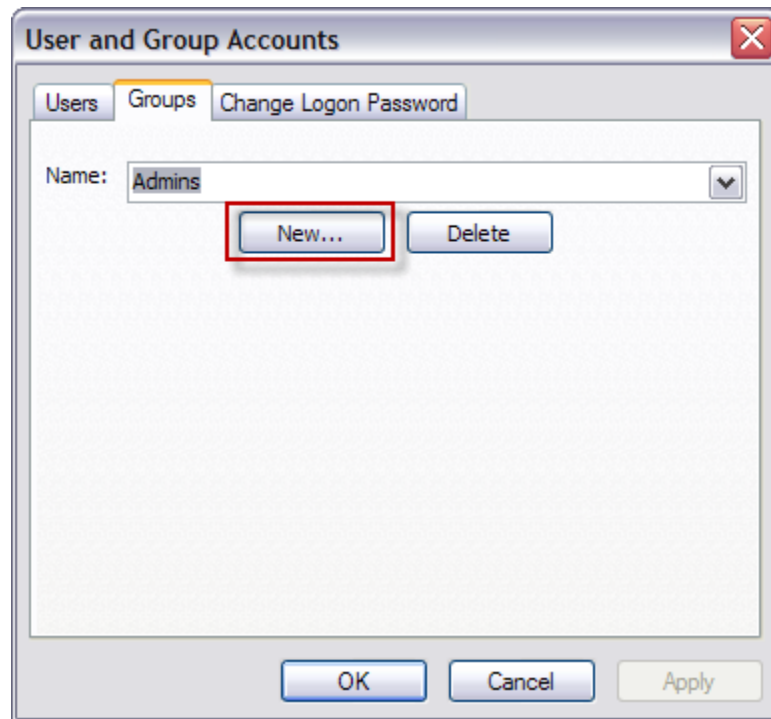 User and Group Accounts
Users Groups Change Logon Password
Name: Admins
New... Delete
OK Cancel Apply